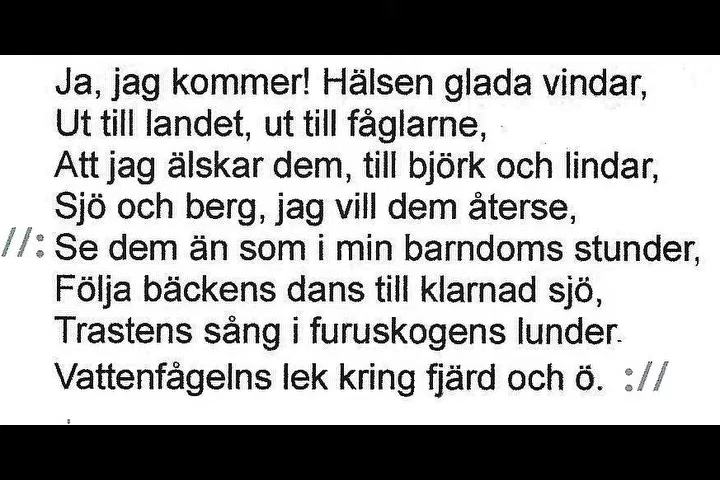 Ja, jag kommer! Hälsen glada vindar,
Ut till landet, ut till fåglarne,
Att jag älskar dem, till björk och lindar,
Sjö och berg, jag vill dem återse,
//: Se dem än som i min barndoms stunder,
Följa bäckens dans till klarnad sjö,
Trastens sång i furuskogens lunder.
Vattenfågelns lek kring fjärd och ö. ://